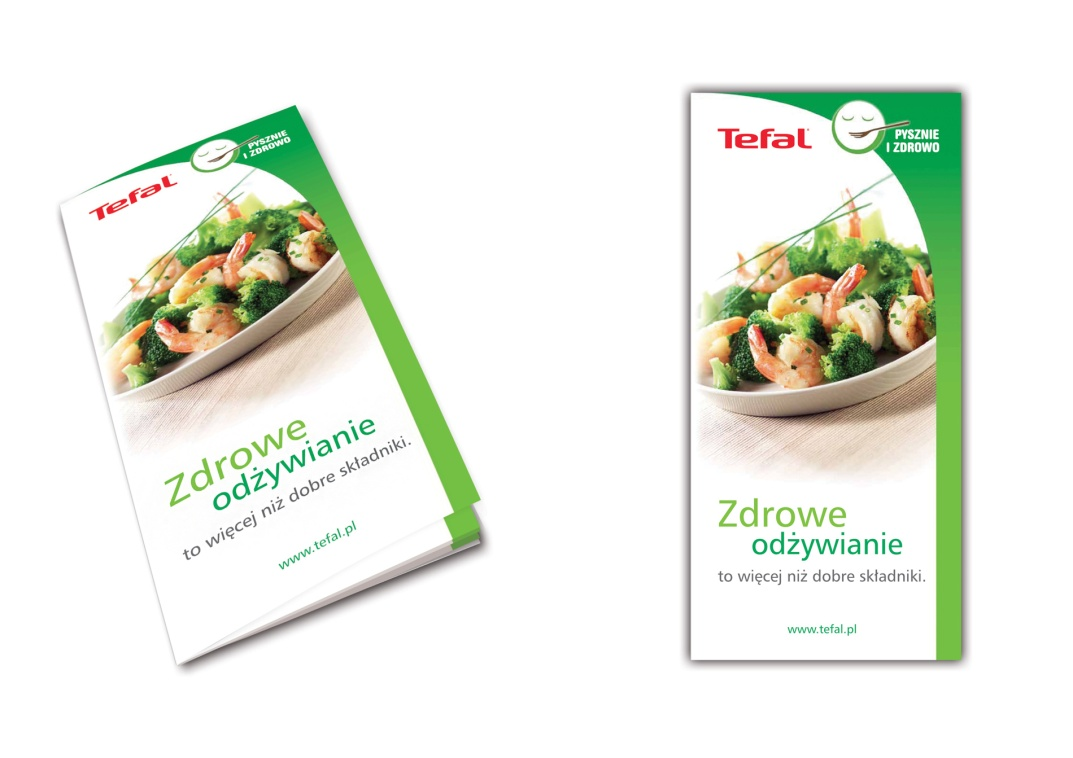 PYSZNIE
I ZDROWO
Tefal
Zdrowe
odżywianie
to więcej niż dobre składniki.
www.tefal.pl
Tefal
PYSZNIE
I ZDROWO
Zdrowe
odżywianie
to więcej niż dobre składniki.
www.tefal.pl